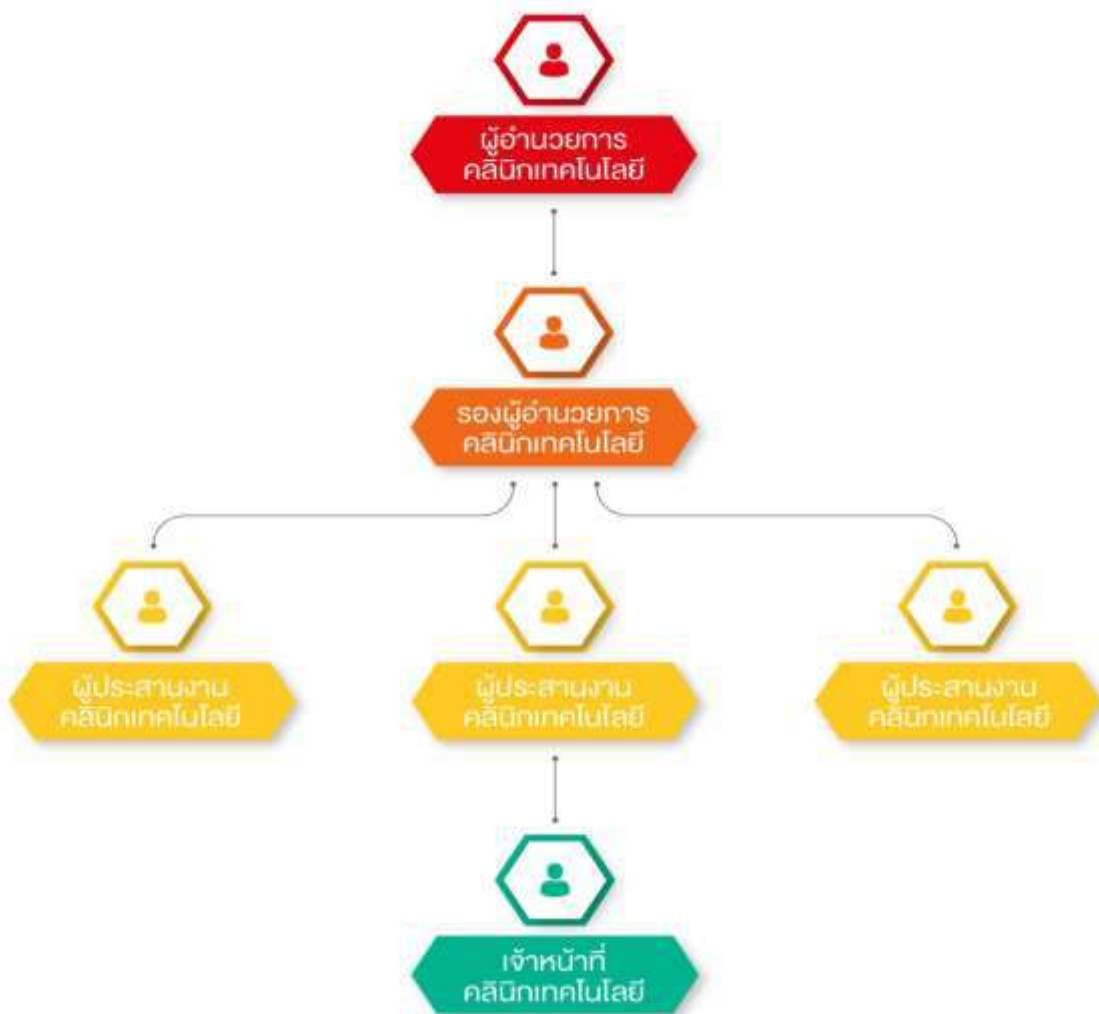 ผู้อำนวยการ
คลินิกเทคโนโลยี
รองผู้อำนวยการ
คลินิกเทคโนโลยี
ผู้ประสานงาน
คลินิกเทคโนโลยี
ผู้ประสานงาน
คลินิกเทคโนโลยี
ผู้ประสานงาน
คลินิกเทคโนโลยี
เจ้าหน้าที่
คลินิกเทคโนโลยี